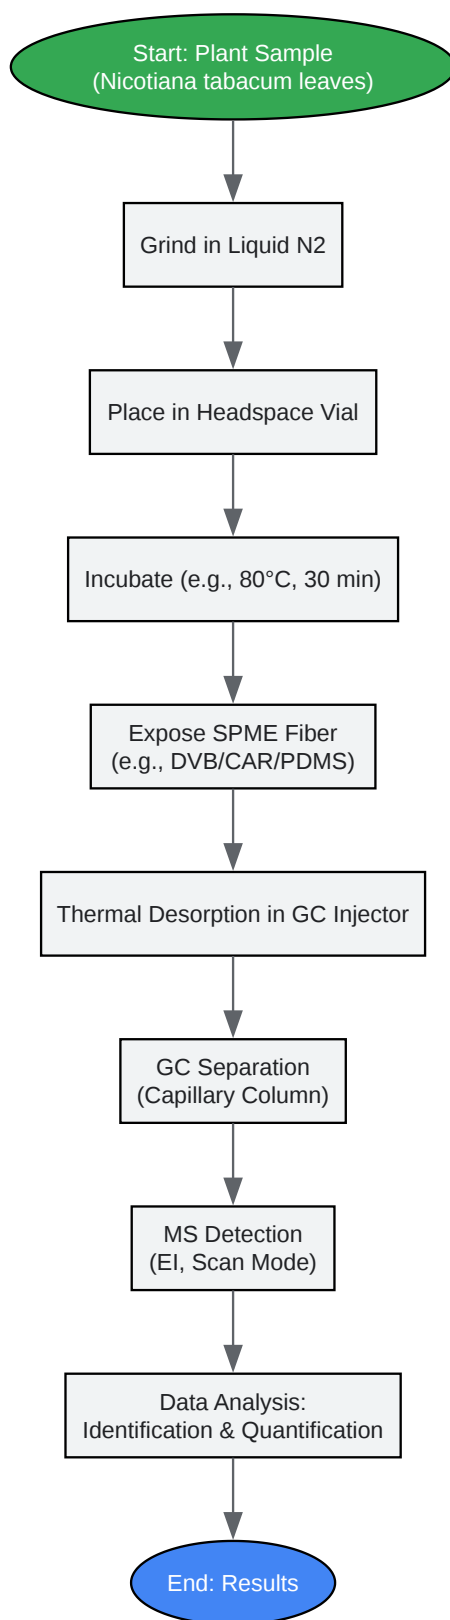 Start: Plant Sample
(Nicotiana tabacum leaves)
Grind in Liquid N2
Place in Headspace Vial
Incubate (e.g., 80°C, 30 min)
Expose SPME Fiber
(e.g., DVB/CAR/PDMS)
Thermal Desorption in GC Injector
GC Separation
(Capillary Column)
MS Detection
(EI, Scan Mode)
Data Analysis:
Identification & Quantification
End: Results